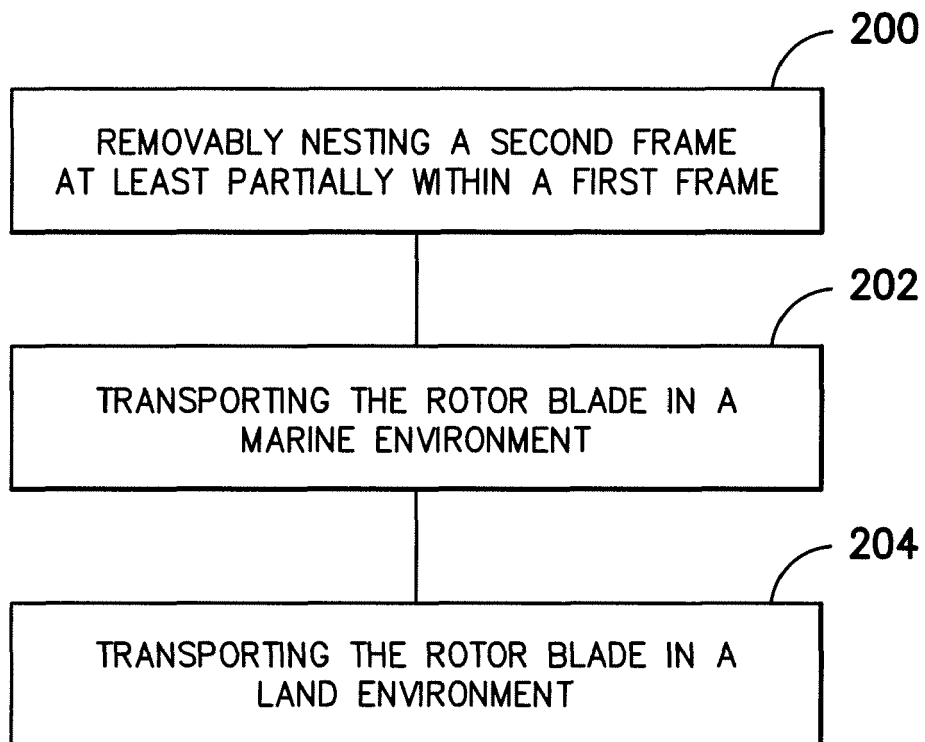 200
REMOVABLY NESTING A SECOND FRAME
AT LEAST PARTIALLY WITHIN A FIRST FRAME
202
TRANSPORTING THE ROTOR BLADE IN A
MARINE ENVIRONMENT
204
TRANSPORTING THE ROTOR BLADE IN A
LAND ENVIRONMENT